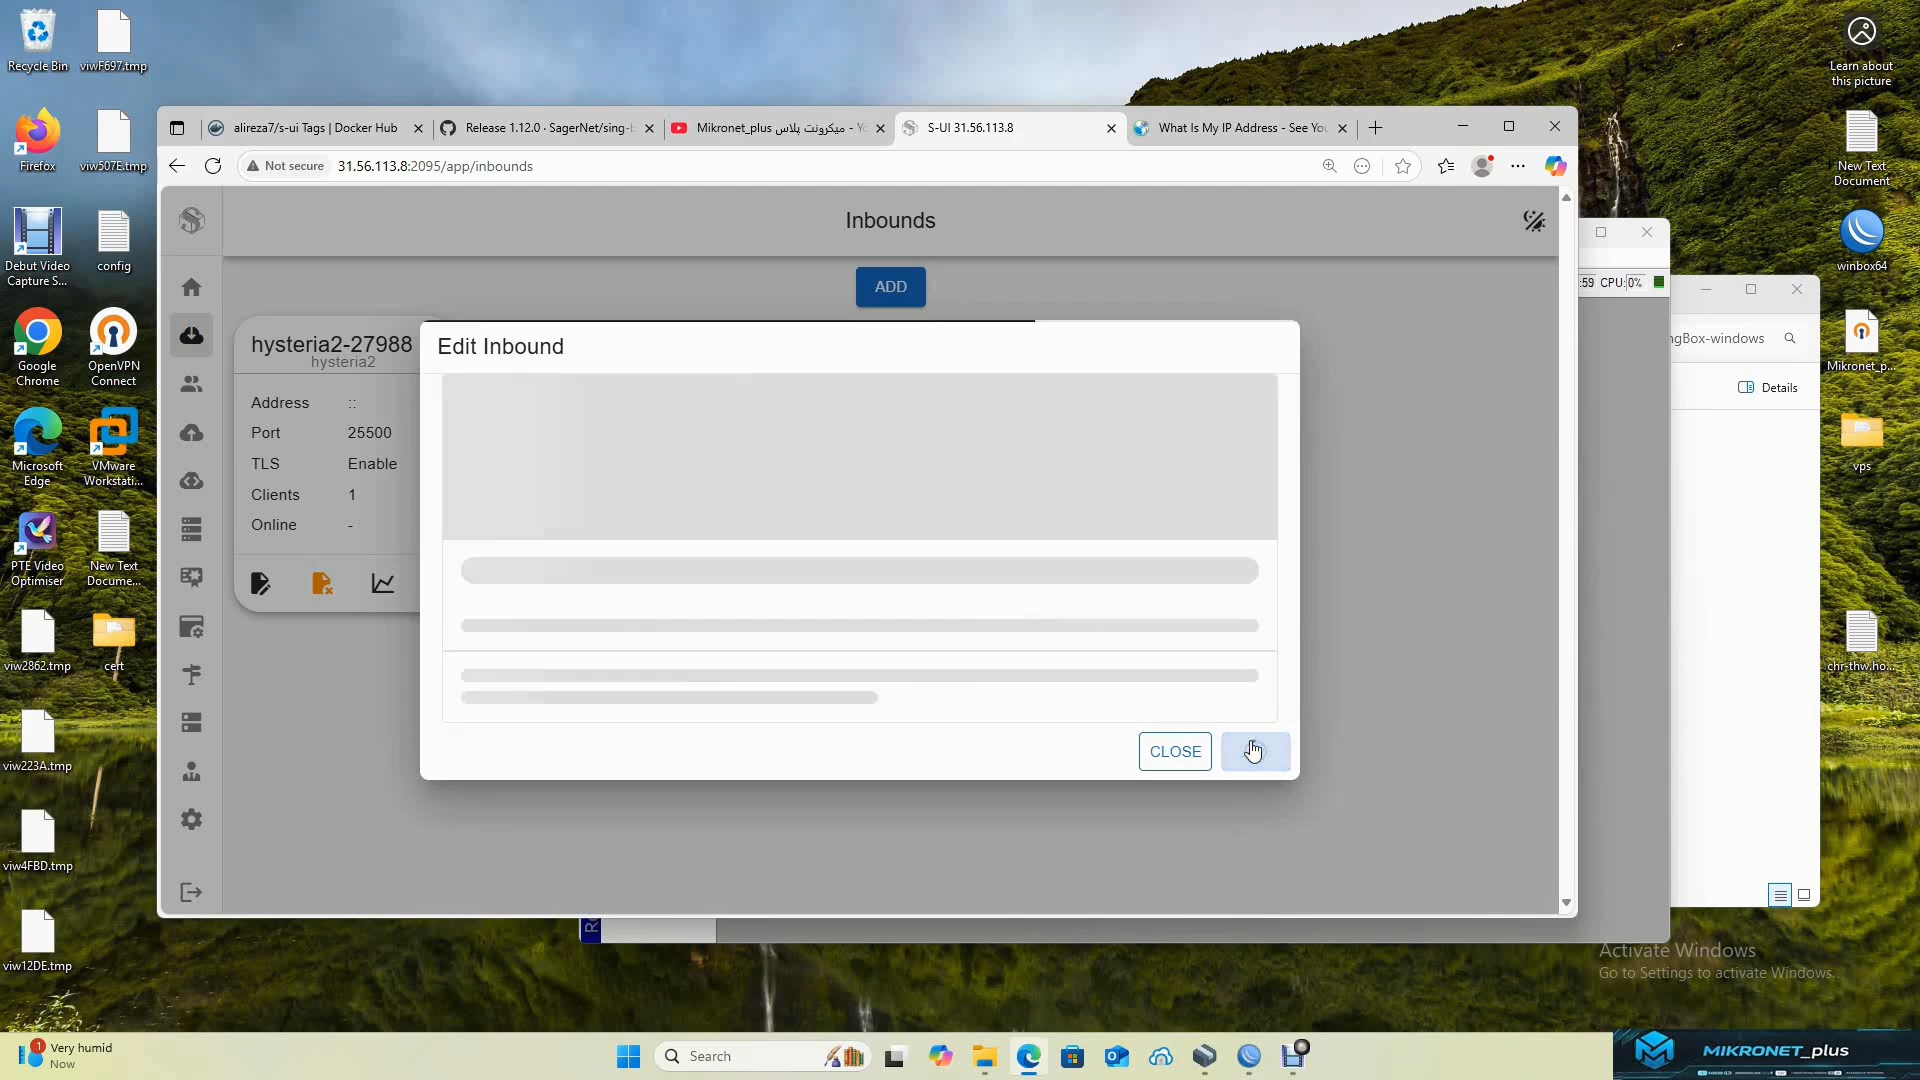 Recycle Bin
viwF697.tmp
Firefox
viw507E.tmp
Debut Video
Capture S...
config
Google
Chrome
OpenVPN
Connect
Microsoft
Edge
VMware
Workstati...
PTE Video
Optimiser
New Text
Docume...
viw2862.tmp
cert
viw223A.tmp
viw4FBD.tmp
viw12DE.tmp
alireza7/s-ui Tags | Docker Hub
Release 1.12.0 · SagerNet/sing-b
Mikronet_plus میکرونت پلاس - Yo
S-UI 31.56.113.8
What Is My IP Address - See You
Not secure
31.56.113.8:2095/app/inbounds
Inbounds
ADD
hysteria2-27988
hysteria2
Address ::
Port 25500
TLS Enable
Clients 1
Online -
Edit Inbound
CLOSE
:59 CPU: 0%
ngBox-windows
Details
Learn about
this picture
New Text
Document
winbox64
Mikronet_p...
vps
chr-thw.ho...
Activate Windows
Go to Settings to activate Windows.
1
Very humid
Now
Search
MIKRONET_plus